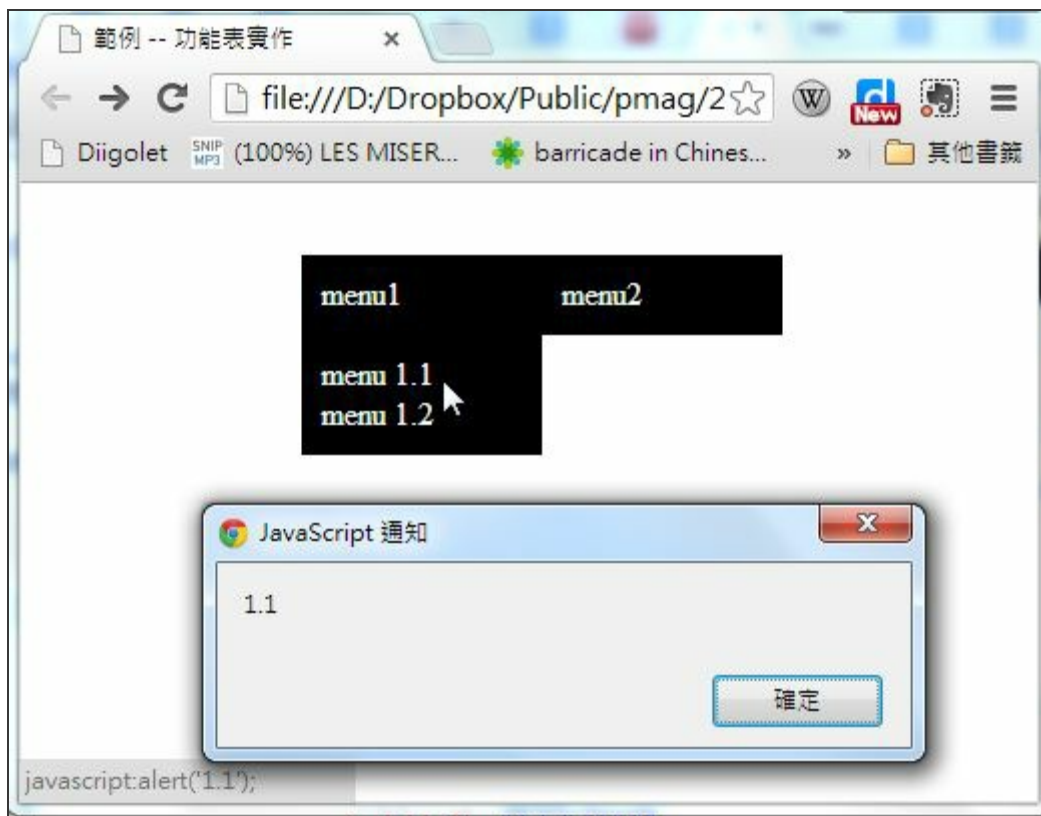 範例 -- 功能表實作
file:///D:/Dropbox/Public/pmag/2
W
d
New
Diigolet
SNIP
MP3
(100%) LES MISER...
barricade in Chines...
»
其他書籤
menu1
menu2
menu 1.1
menu 1.2
JavaScript 通知
1.1
確定
javascript:alert('1.1');